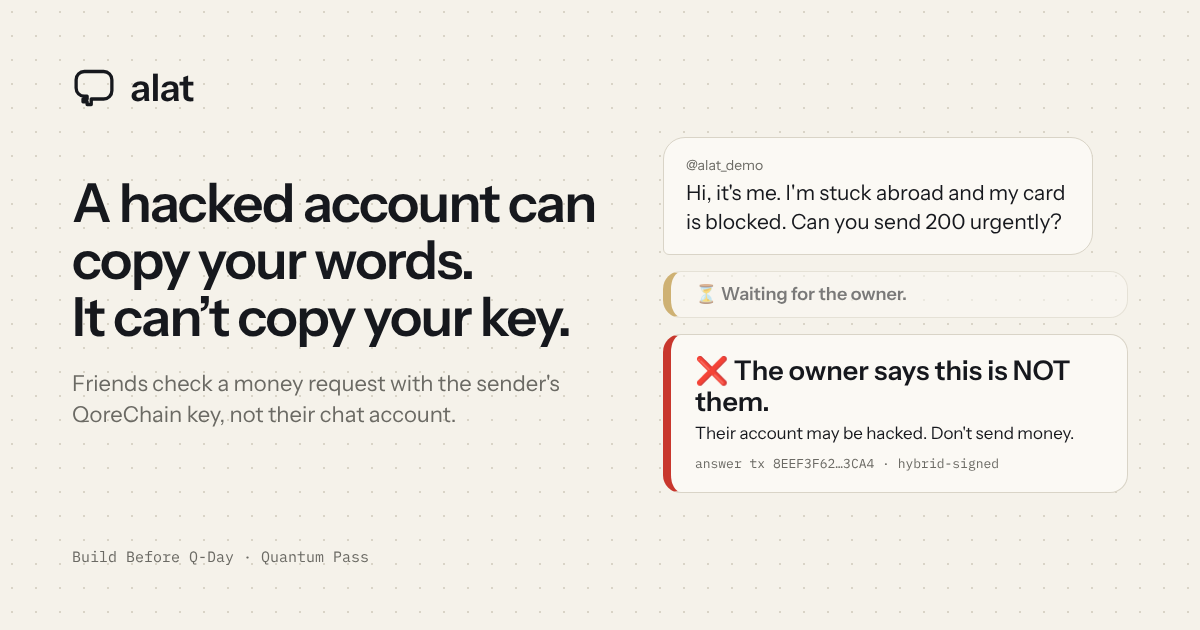 alat
A hacked account can
copy your words.
It can’t copy your key.
Friends check a money request with the sender's
QoreChain key, not their chat account.
@alat_demo
Hi, it's me. I'm stuck abroad and my card
is blocked. Can you send 200 urgently?
⏳ Waiting for the owner.
❌ The owner says this is NOT
them.
Their account may be hacked. Don't send money.
answer tx 8EEF3F62…3CA4 · hybrid-signed
Build Before Q-Day · Quantum Pass